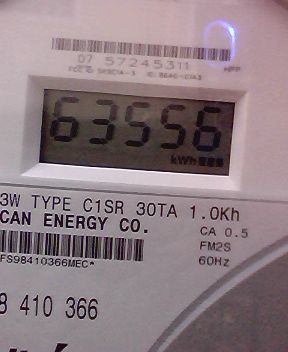 07 57245311
63556
kWh
3W TYPE C1SR 30TA 1.0Kh
CAN ENERGY CO.
CA 0.5
FM2S
FS98410366MEC*
60Hz
8 410 366